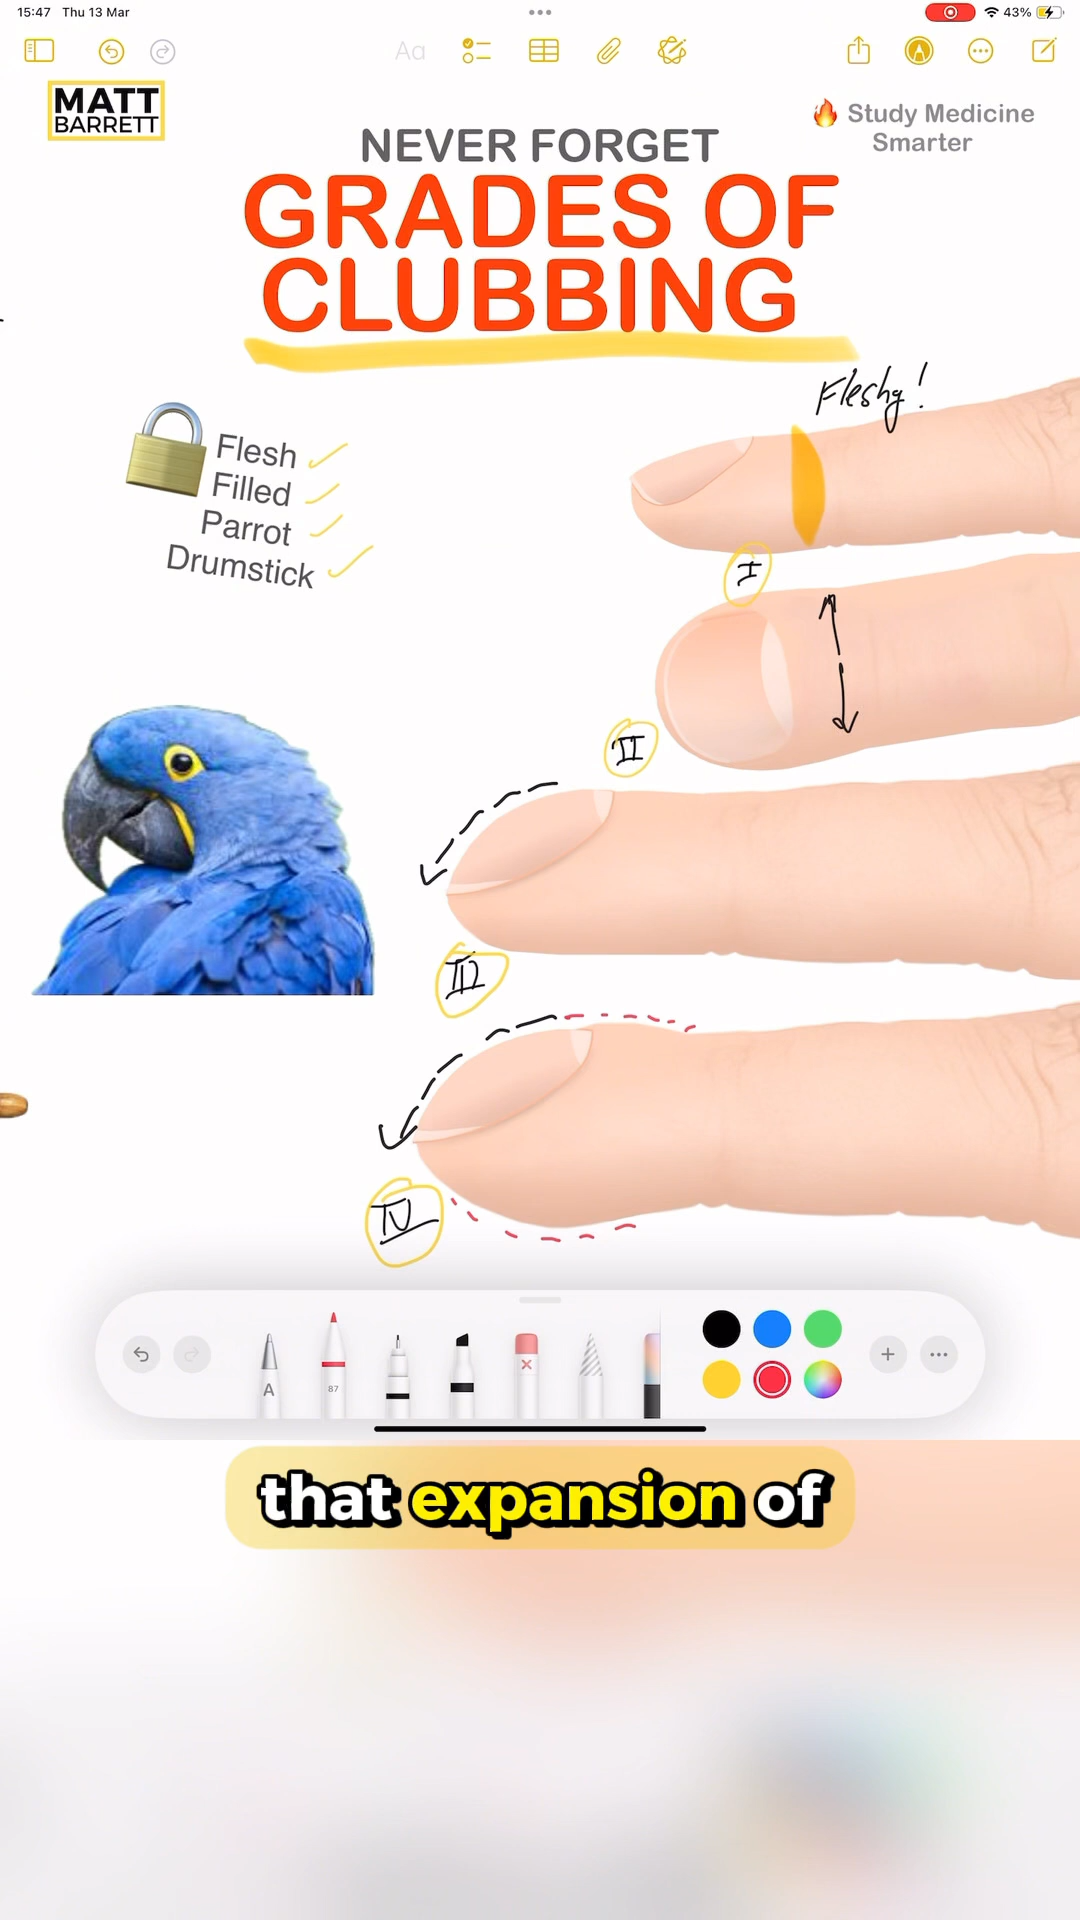 15:47 Thu 13 Mar
43%
Aa
MATT
BARRETT
🔥 Study Medicine
Smarter
NEVER FORGET
GRADES OF
CLUBBING
Fleshy!
Flesh
Filled
Parrot
Drumstick
I
II
III
IV
A
87
that expansion of